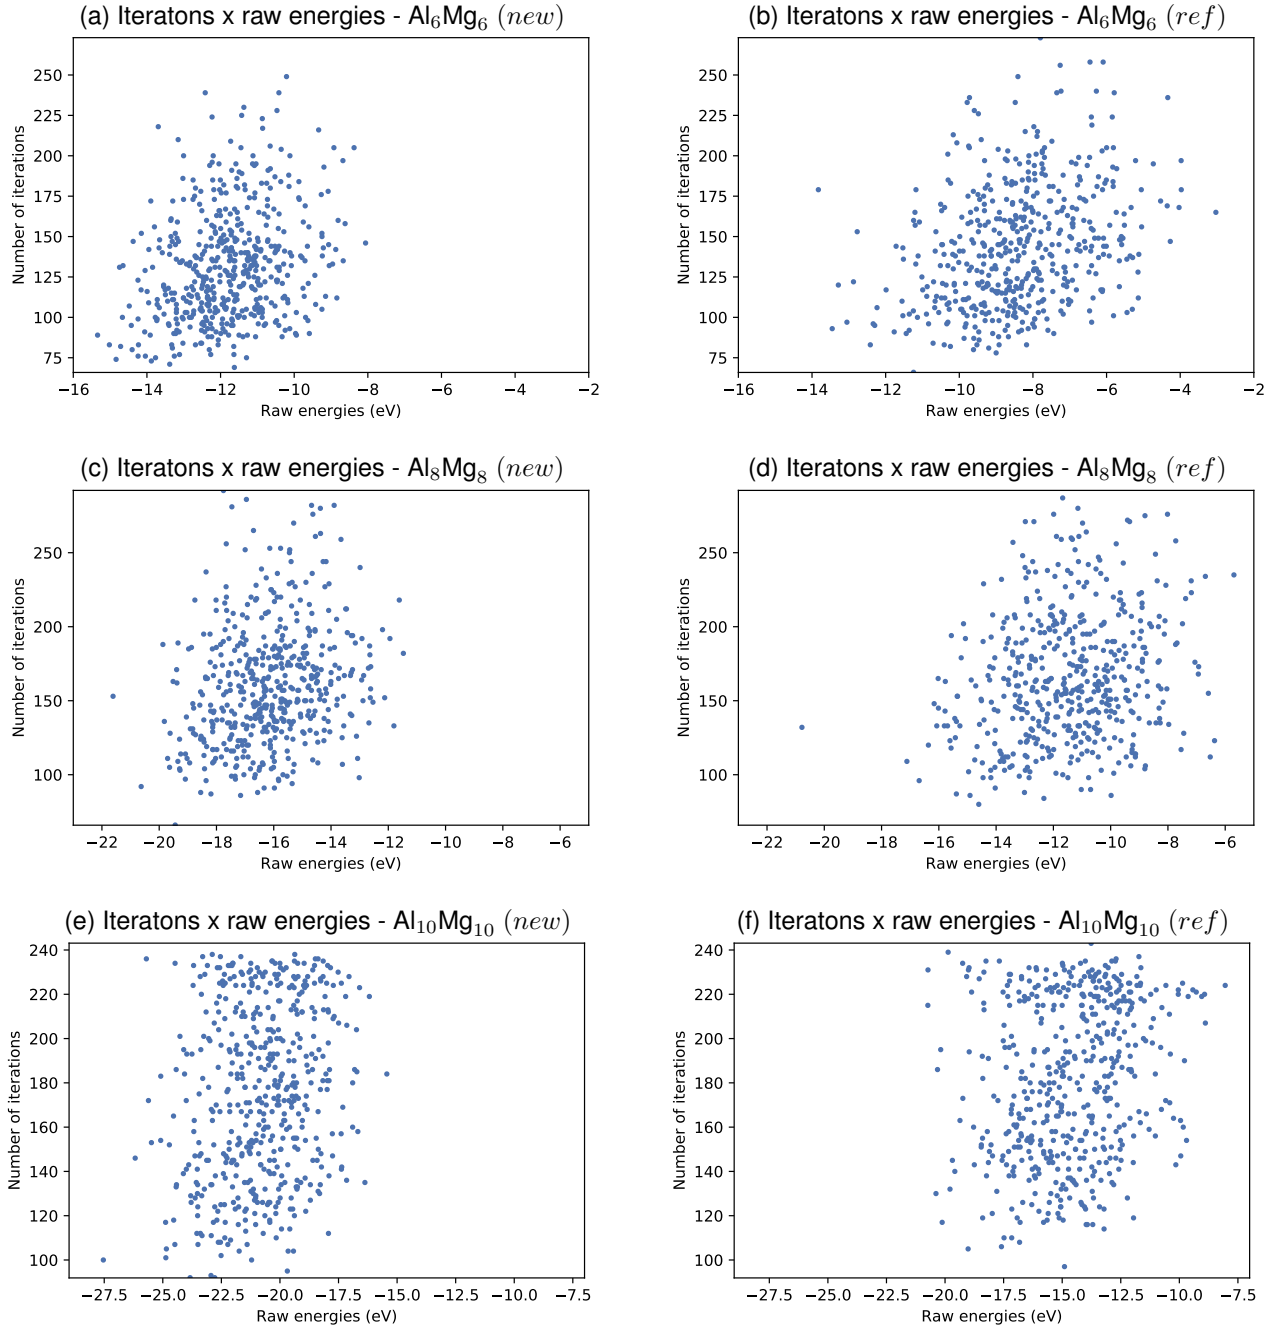 (a) Iteratons x raw energies - Al₆Mg₆ (new)
250
225
200
175
150
125
100
75
Number of iterations
−16 −14 −12 −10 −8 −6 −4 −2
Raw energies (eV)
(b) Iteratons x raw energies - Al₆Mg₆ (ref)
250
225
200
175
150
125
100
75
Number of iterations
−16 −14 −12 −10 −8 −6 −4 −2
Raw energies (eV)
(c) Iteratons x raw energies - Al₈Mg₈ (new)
250
200
150
100
Number of iterations
−22 −20 −18 −16 −14 −12 −10 −8 −6
Raw energies (eV)
(d) Iteratons x raw energies - Al₈Mg₈ (ref)
250
200
150
100
Number of iterations
−22 −20 −18 −16 −14 −12 −10 −8 −6
Raw energies (eV)
(e) Iteratons x raw energies - Al₁₀Mg₁₀ (new)
240
220
200
180
160
140
120
100
Number of iterations
−27.5 −25.0 −22.5 −20.0 −17.5 −15.0 −12.5 −10.0 −7.5
Raw energies (eV)
(f) Iteratons x raw energies - Al₁₀Mg₁₀ (ref)
240
220
200
180
160
140
120
100
Number of iterations
−27.5 −25.0 −22.5 −20.0 −17.5 −15.0 −12.5 −10.0 −7.5
Raw energies (eV)